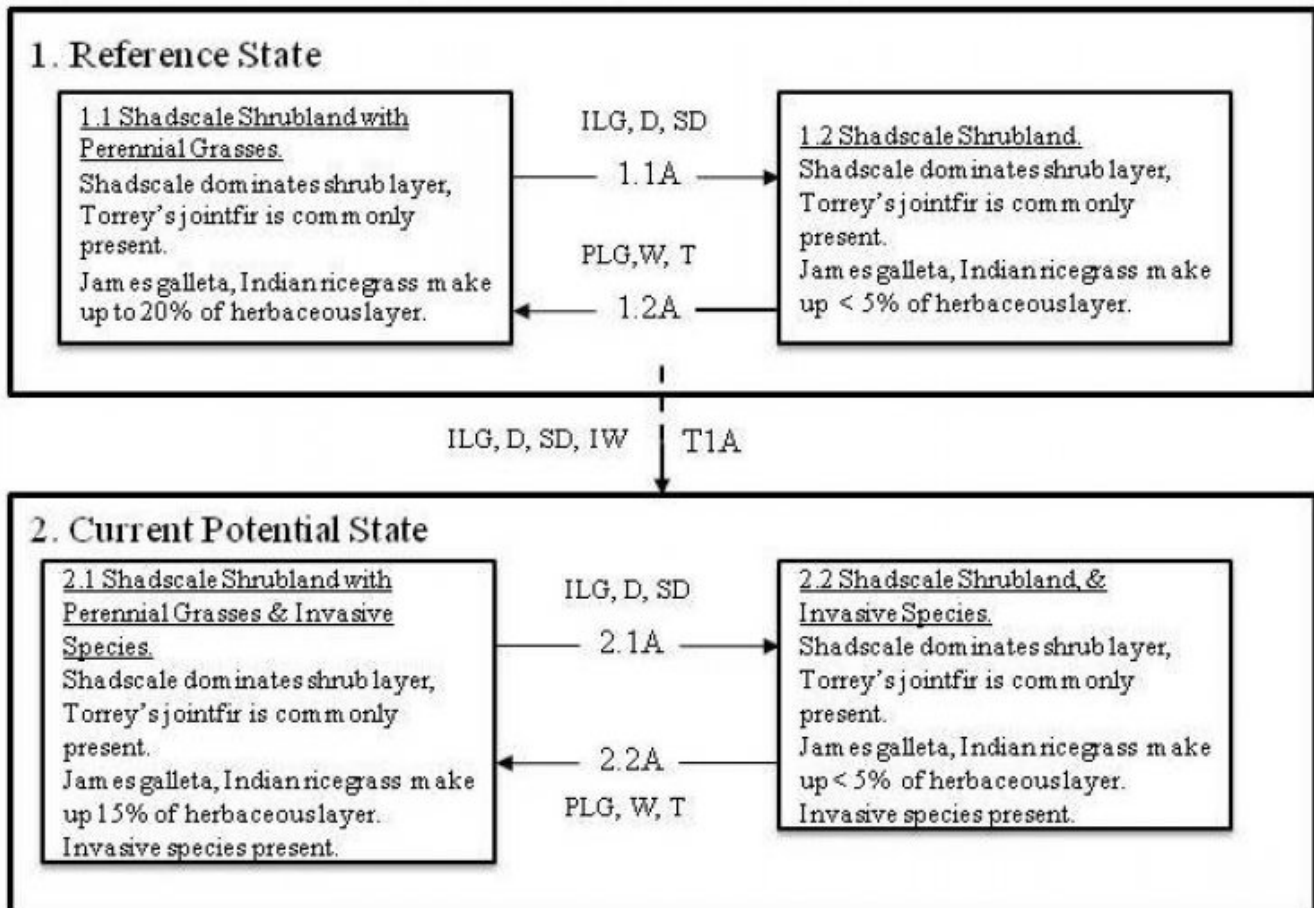 1. Reference State
1.1 Shadscale Shrubland with
Perennial Grasses.
Shadscale dominates shrub layer,
Torrey's jointfir is commonly
present.
James galleta, Indian ricegrass make
up to 20% of herbaceous layer.
ILG, D, SD
1.1A
PLG,W, T
1.2A
1.2 Shadscale Shrubland.
Shadscale dominates shrub layer,
Torrey's jointfir is commonly
present.
James galleta, Indian ricegrass make
up < 5% of herbaceous layer.
ILG, D, SD, IW
T1A
2. Current Potential State
2.1 Shadscale Shrubland with
Perennial Grasses & Invasive
Species.
Shadscale dominates shrub layer,
Torrey's jointfir is commonly
present.
James galleta, Indian ricegrass make
up 15% of herbaceous layer.
Invasive species present.
ILG, D, SD
2.1A
2.2A
PLG, W, T
2.2 Shadscale Shrubland, &
Invasive Species.
Shadscale dominates shrub layer,
Torrey's jointfir is commonly
present.
James galleta, Indian ricegrass make
up < 5% of herbaceous layer.
Invasive species present.